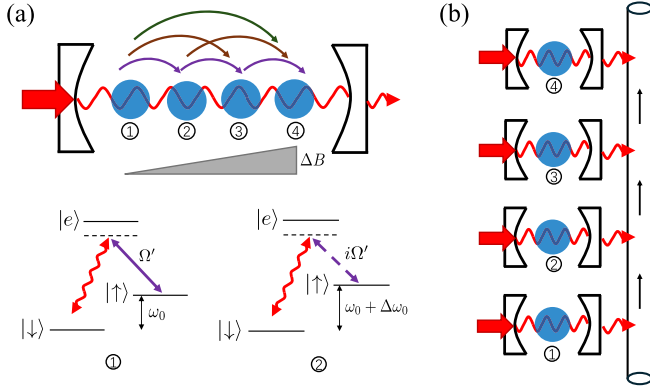 (a)
① ② ③ ④
ΔB
|e⟩
Ω′
|↑⟩
ω₀
|↓⟩
①
|e⟩
iΩ′
|↑⟩
ω₀ + Δω₀
|↓⟩
②
(b)
④
③
②
①